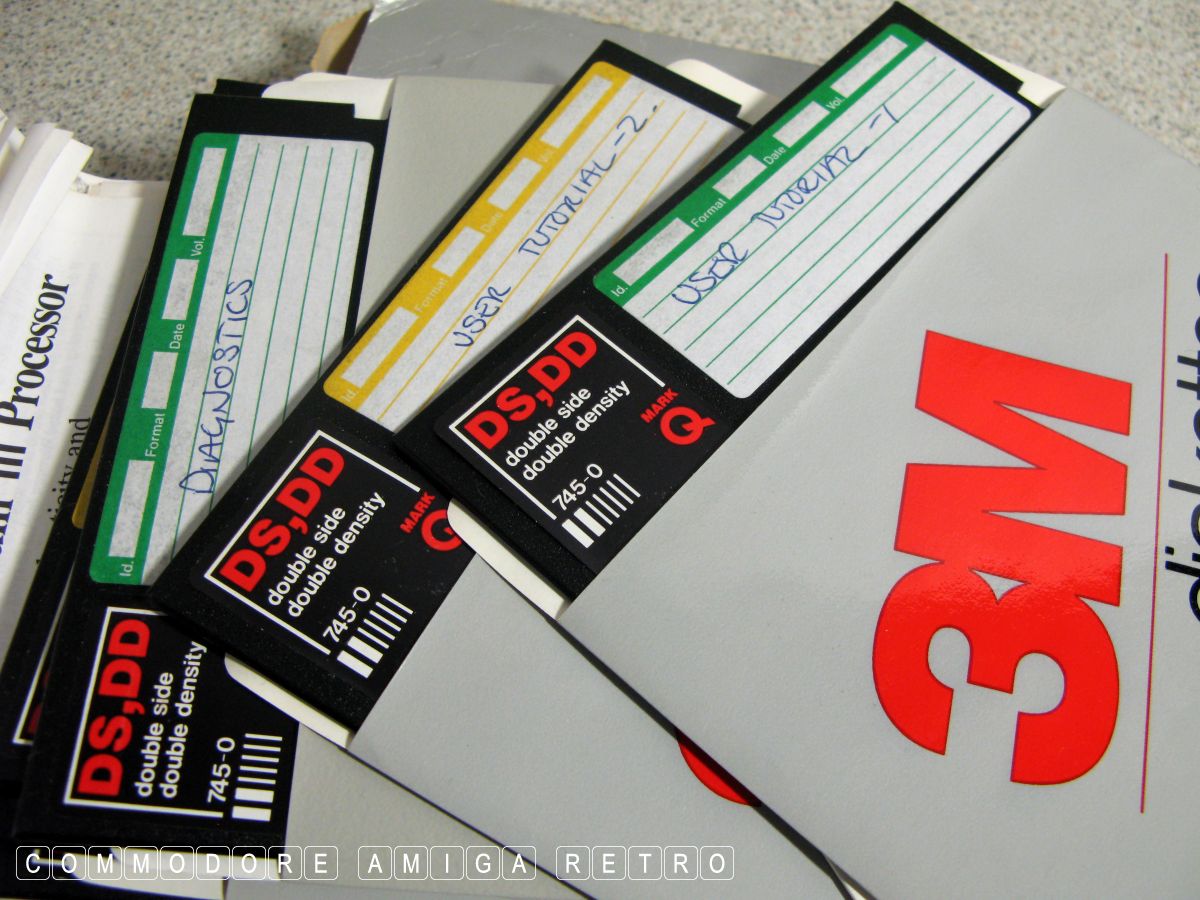 Id. Format Date Vol.
DIAGNOSTICS
DS,DD
double side
double density
745-0
Id. Format Date Vol.
USER TUTORIAL -2.
DS,DD
double side
double density
745-0
MARK
Q
Id. Format Date Vol.
USER TUTORIAL -1
DS,DD
double side
double density
745-0
MARK
Q
3M
in Processor
and
COMMODORE AMIGA RETRO